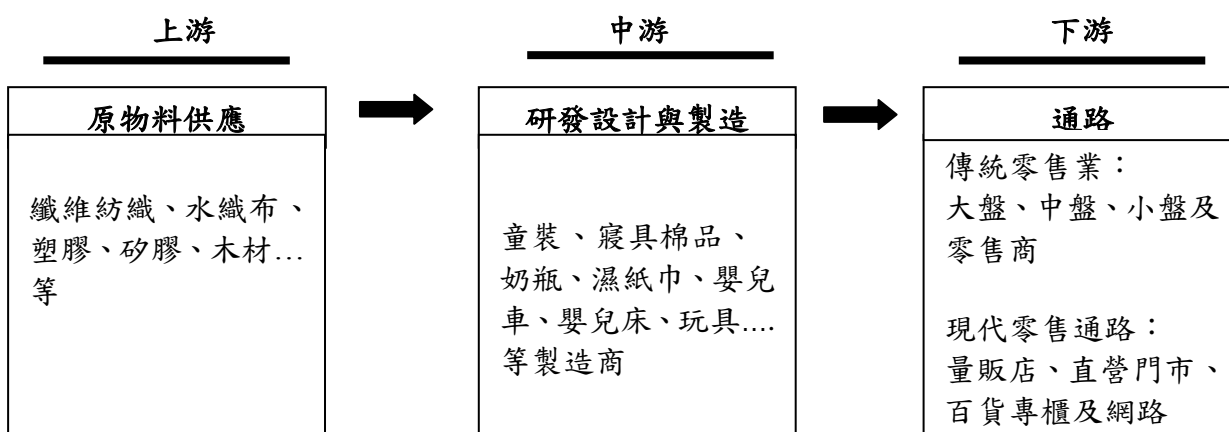 上游
中游
下游
原物料供應
研發設計與製造
通路
纖維紡織、水織布、
塑膠、矽膠、木材…
等
童裝、寢具棉品、
奶瓶、濕紙巾、嬰兒
車、嬰兒床、玩具....
等製造商
傳統零售業：
大盤、中盤、小盤及
零售商
現代零售通路：
量販店、直營門市、
百貨專櫃及網路